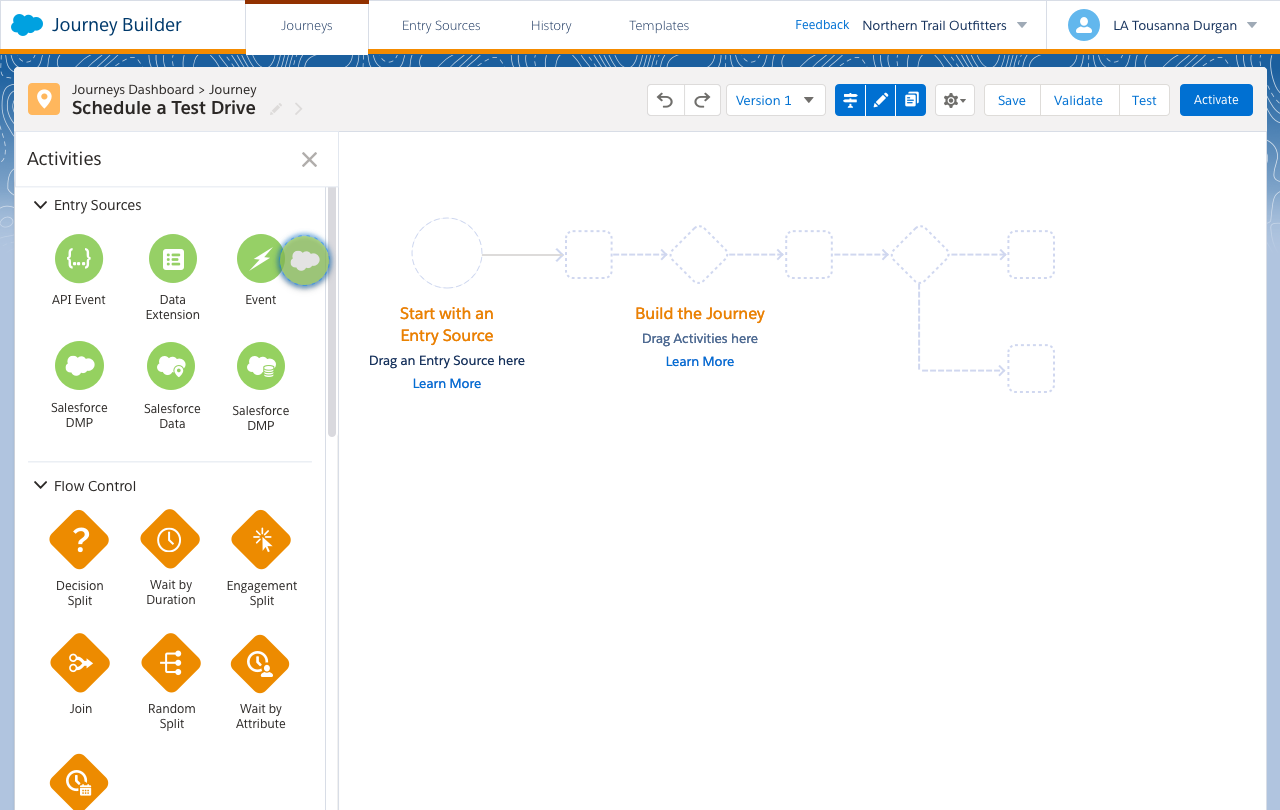 Journey Builder
Journeys
Entry Sources
History
Templates
Feedback
Northern Trail Outfitters
LA Tousanna Durgan
Journeys Dashboard > Journey
Schedule a Test Drive
Version 1
Save
Validate
Test
Activate
Activities
Entry Sources
{...}
API Event
Data
Extension
Event
Salesforce
DMP
Salesforce
Data
Salesforce
DMP
Flow Control
?
Decision
Split
Wait by
Duration
Engagement
Split
Join
Random
Split
Wait by
Attribute
Start with an
Entry Source
Drag an Entry Source here
Learn More
Build the Journey
Drag Activities here
Learn More